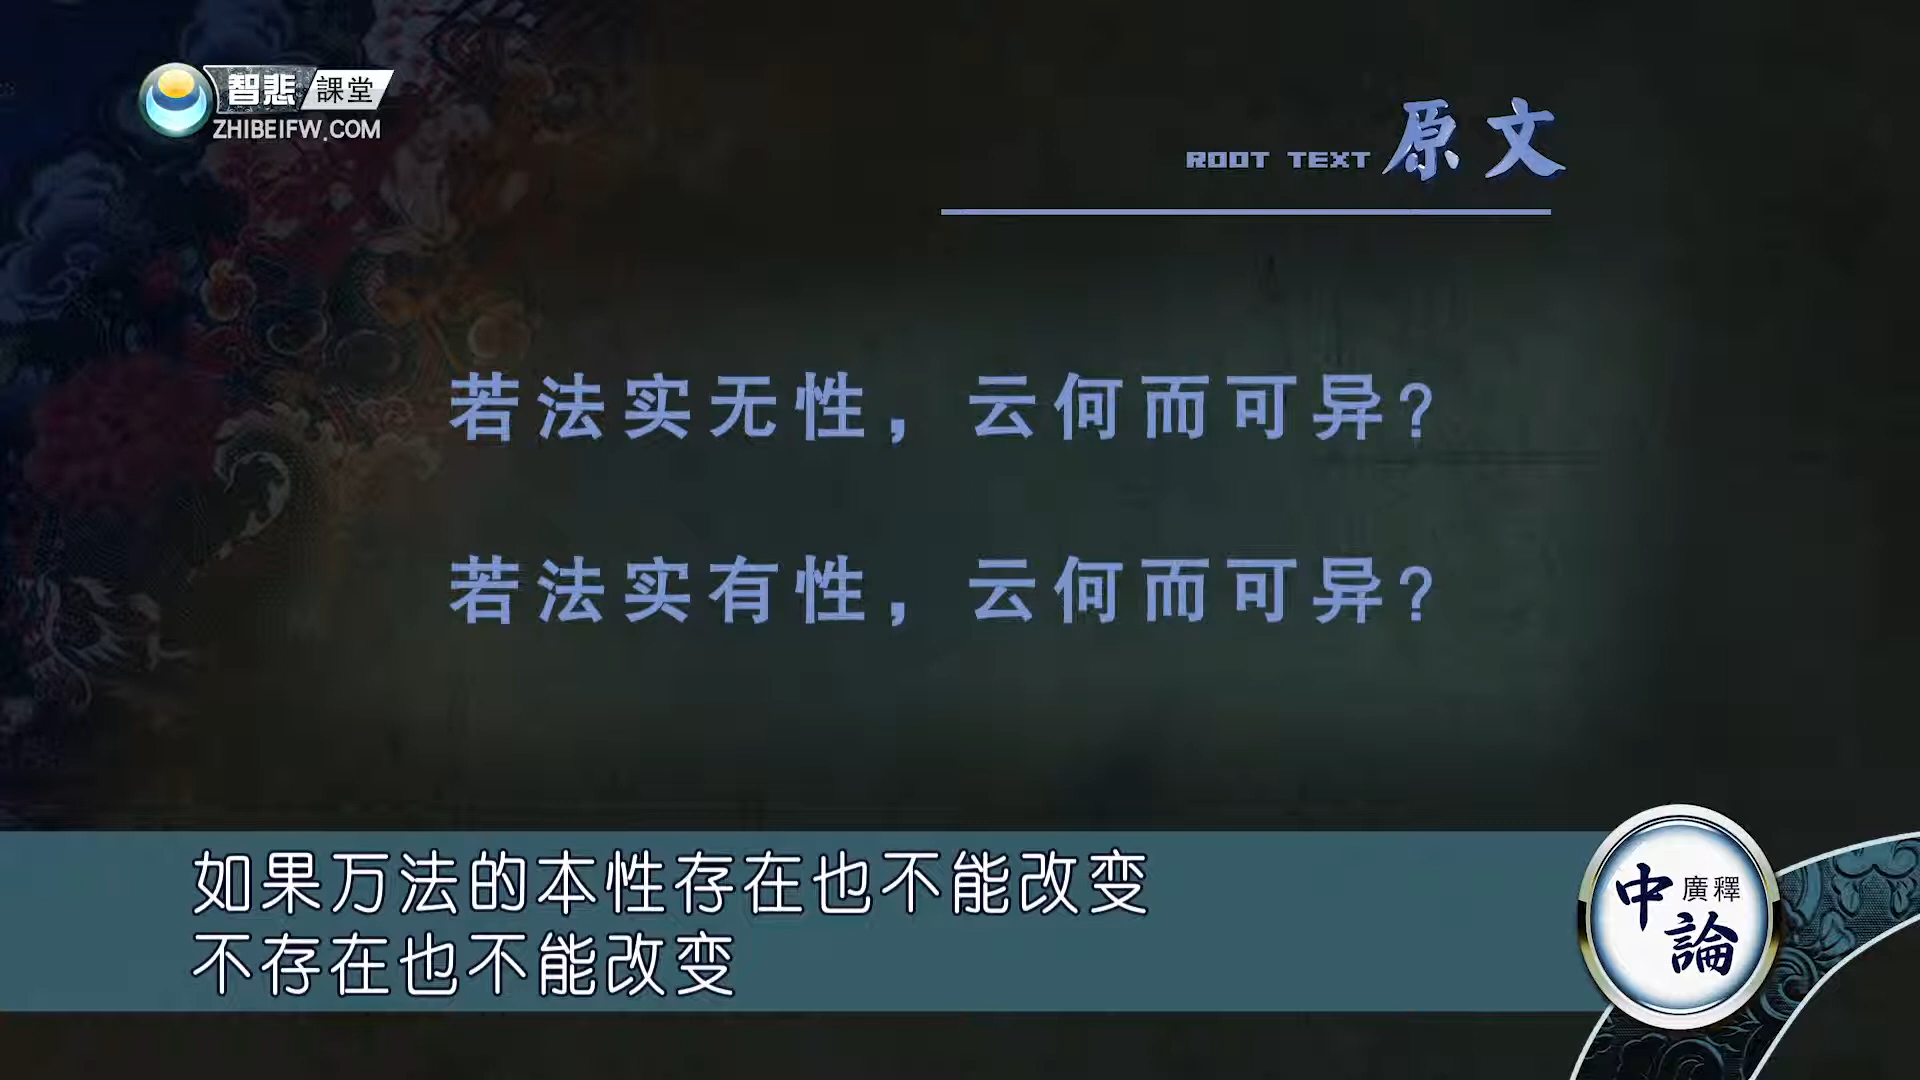 智悲 課堂
ZHIBEIFW.COM
ROOT TEXT 原文
若法实无性，云何而可异？
若法实有性，云何而可异？
如果万法的本性存在也不能改变
不存在也不能改变
中 廣釋
論